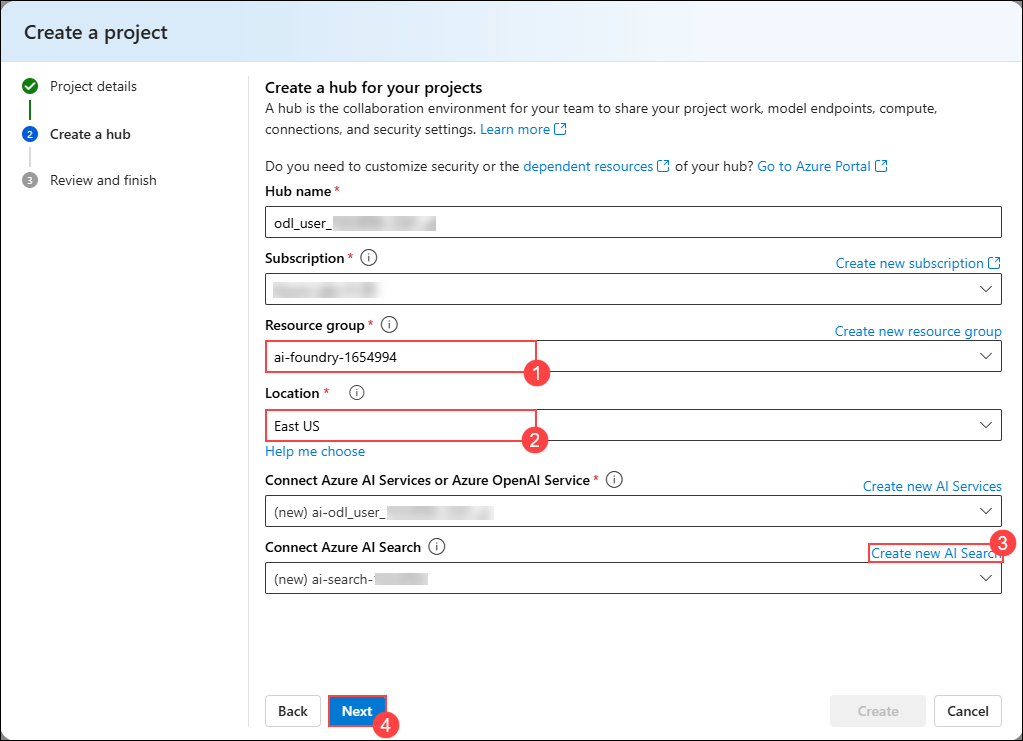 Create a project
Project details
2 Create a hub
3 Review and finish
Create a hub for your projects
A hub is the collaboration environment for your team to share your project work, model endpoints, compute,
connections, and security settings. Learn more
Do you need to customize security or the dependent resources of your hub? Go to Azure Portal
Hub name *
odl_user_
Subscription *
Create new subscription
Resource group *
Create new resource group
ai-foundry-1654994
1
Location *
East US
2
Help me choose
Connect Azure AI Services or Azure OpenAI Service *
Create new AI Services
(new) ai-odl_user_
Connect Azure AI Search
Create new AI Search
3
(new) ai-search-
Back
Next
4
Create
Cancel